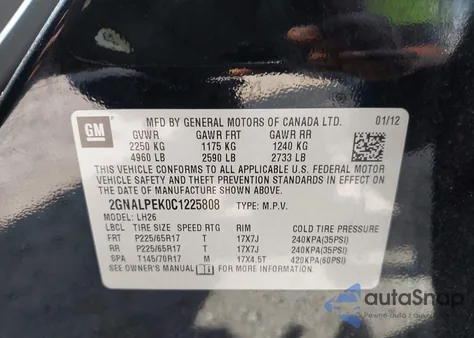 GM
MFD BY GENERAL MOTORS OF CANADA LTD. 01/12
GVWR GAWR FRT GAWR RR
2250 KG 1175 KG 1240 KG
4960 LB 2590 LB 2733 LB
THIS VEHICLE CONFORMS TO ALL APPLICABLE U.S. FEDERAL MOTOR
VEHICLE SAFETY AND THEFT PREVENTION STANDARDS IN EFFECT ON
THE DATE OF MANUFACTURE SHOWN ABOVE.
2GNALPEK0C1225808 TYPE: M.P.V.
MODEL: LH26
LBCL TIRE SIZE SPEED RTG RIM COLD TIRE PRESSURE
FRT P225/65R17 T 17X7J 240KPA(35PSI)
RR P225/65R17 T 17X7J 240KPA(35PSI)
SPA T145/70R17 M 17X4.5T 420KPA(60PSI)
SEE OWNER'S MANUAL i FOR MORE INFORMATION.
autaSnap
Pewne auto z aukcji